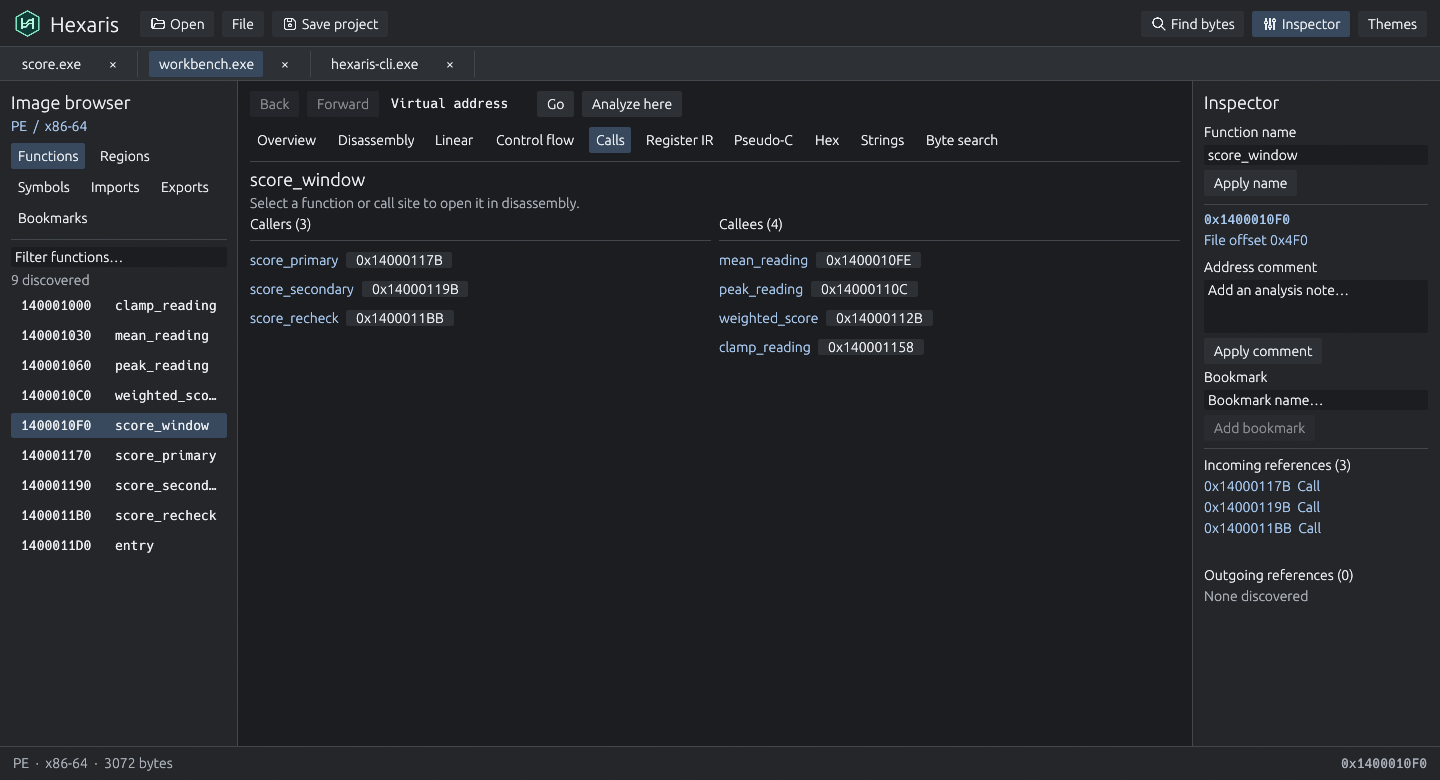 Hexaris Open File Save project Find bytes Inspector Themes
score.exe × workbench.exe × hexaris-cli.exe ×
Image browser
PE / x86-64
Functions Regions
Symbols Imports Exports
Bookmarks
Filter functions…
9 discovered
140001000 clamp_reading
140001030 mean_reading
140001060 peak_reading
1400010C0 weighted_sco…
1400010F0 score_window
140001170 score_primary
140001190 score_second…
1400011B0 score_recheck
1400011D0 entry
Back Forward Virtual address Go Analyze here
Overview Disassembly Linear Control flow Calls Register IR Pseudo-C Hex Strings Byte search
score_window
Select a function or call site to open it in disassembly.
Callers (3)
score_primary 0x14000117B
score_secondary 0x14000119B
score_recheck 0x1400011BB
Callees (4)
mean_reading 0x1400010FE
peak_reading 0x14000110C
weighted_score 0x14000112B
clamp_reading 0x140001158
Inspector
Function name
score_window
Apply name
0x1400010F0
File offset 0x4F0
Address comment
Add an analysis note…
Apply comment
Bookmark
Bookmark name…
Add bookmark
Incoming references (3)
0x14000117B Call
0x14000119B Call
0x1400011BB Call
Outgoing references (0)
None discovered
PE · x86-64 · 3072 bytes 0x1400010F0